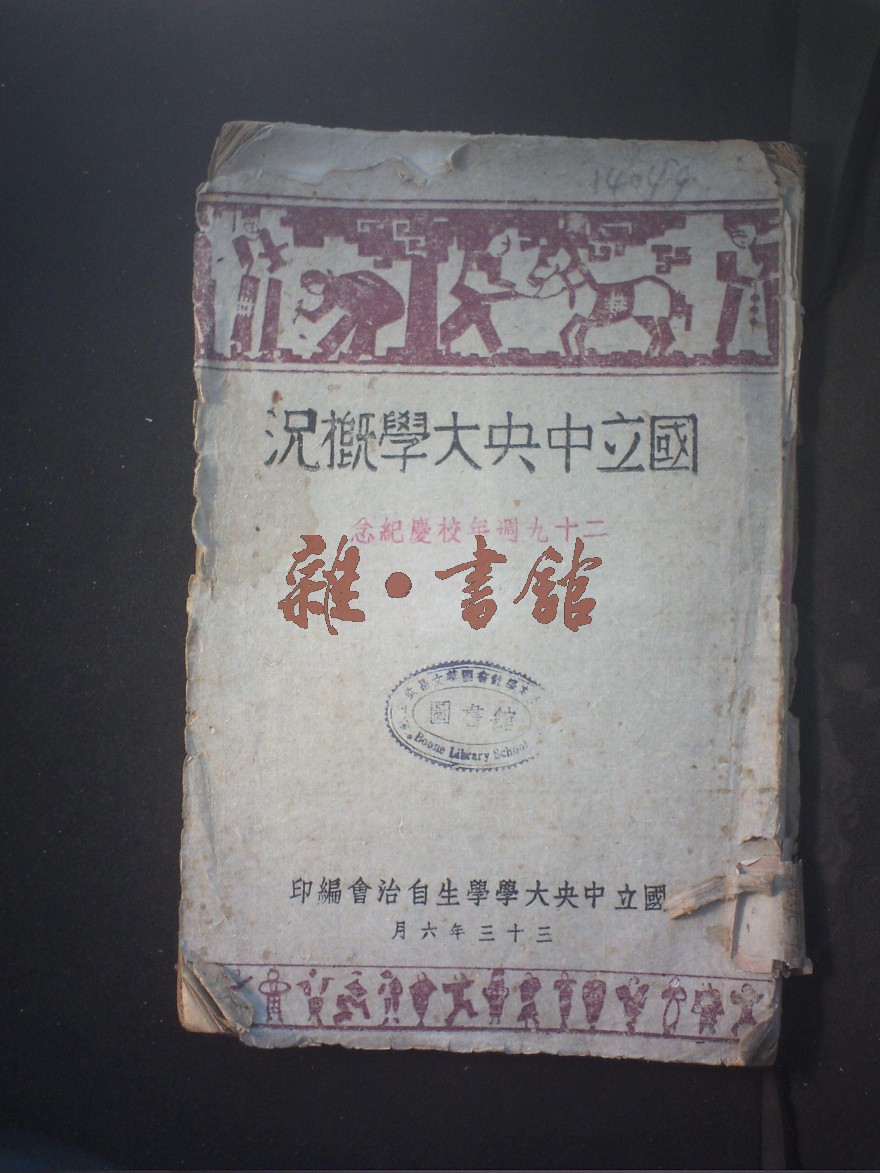 14049
國立中央大學概況
二十九週年校慶紀念
雜·書館
圖書館
Boone Library School
國立中央大學學生自治會編印
三十三年六月